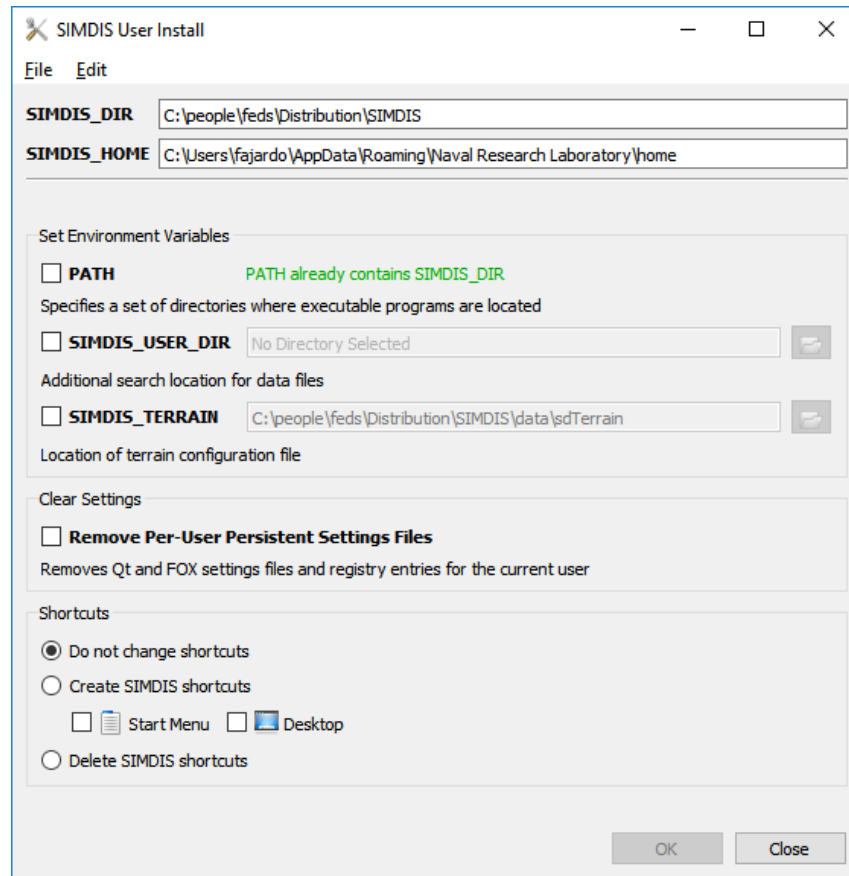 SIMDIS User Install
File Edit
SIMDIS_DIR C:\people\feds\Distribution\SIMDIS
SIMDIS_HOME C:\Users\fajardo\AppData\Roaming\Naval Research Laboratory\home
Set Environment Variables
PATH PATH already contains SIMDIS_DIR
Specifies a set of directories where executable programs are located
SIMDIS_USER_DIR No Directory Selected
Additional search location for data files
SIMDIS_TERRAIN C:\people\feds\Distribution\SIMDIS\data\sdTerrain
Location of terrain configuration file
Clear Settings
Remove Per-User Persistent Settings Files
Removes Qt and FOX settings files and registry entries for the current user
Shortcuts
Do not change shortcuts
Create SIMDIS shortcuts
Start Menu Desktop
Delete SIMDIS shortcuts
OK Close